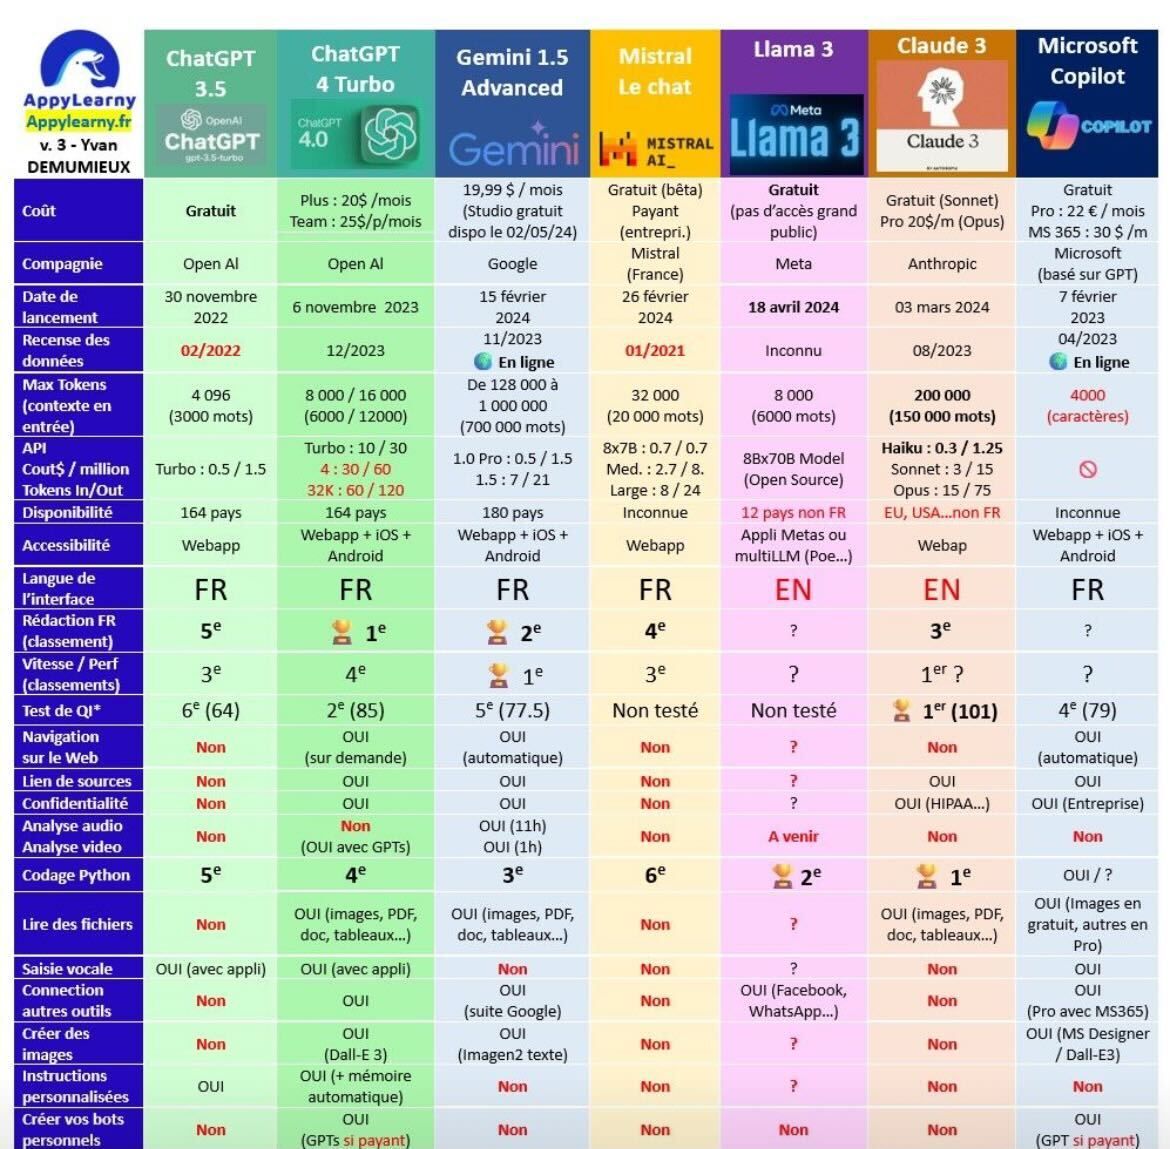 AppyLearny
Appylearny.fr
v. 3 - Yvan
DEMUMIEUX
ChatGPT
3.5
OpenAI
ChatGPT
gpt-3.5-turbo
ChatGPT
4 Turbo
ChatGPT
4.0
Gemini 1.5
Advanced
Gemini
Mistral
Le chat
MISTRAL
AI_
Llama 3
Meta
Llama 3
Claude 3
Claude 3
BY ANTHROPIC
Microsoft
Copilot
COPILOT
Coût
Gratuit
Plus : 20$ /mois
Team : 25$/p/mois
19,99 $ / mois
(Studio gratuit
dispo le 02/05/24)
Gratuit (bêta)
Payant
(entrepri.)
Gratuit
(pas d'accès grand
public)
Gratuit (Sonnet)
Pro 20$/m (Opus)
Gratuit
Pro : 22 € / mois
MS 365 : 30 $ /m
Compagnie
Open AI
Open AI
Google
Mistral
(France)
Meta
Anthropic
Microsoft
(basé sur GPT)
Date de
lancement
30 novembre
2022
6 novembre 2023
15 février
2024
26 février
2024
18 avril 2024
03 mars 2024
7 février
2023
Recense des
données
02/2022
12/2023
11/2023
En ligne
01/2021
Inconnu
08/2023
04/2023
En ligne
Max Tokens
(contexte en
entrée)
4 096
(3000 mots)
8 000 / 16 000
(6000 / 12000)
De 128 000 à
1 000 000
(700 000 mots)
32 000
(20 000 mots)
8 000
(6000 mots)
200 000
(150 000 mots)
4000
(caractères)
API
Cout$ / million
Tokens In/Out
Turbo : 0.5 / 1.5
Turbo : 10 / 30
4 : 30 / 60
32K : 60 / 120
1.0 Pro : 0.5 / 1.5
1.5 : 7 / 21
8x7B : 0.7 / 0.7
Med. : 2.7 / 8.
Large : 8 / 24
8Bx70B Model
(Open Source)
Haiku : 0.3 / 1.25
Sonnet : 3 / 15
Opus : 15 / 75
Disponibilité
164 pays
164 pays
180 pays
Inconnue
12 pays non FR
EU, USA...non FR
Inconnue
Accessibilité
Webapp
Webapp + iOS +
Android
Webapp + iOS +
Android
Webapp
Appli Metas ou
multiLLM (Poe...)
Webap
Webapp + iOS +
Android
Langue de
l'interface
FR
FR
FR
FR
EN
EN
FR
Rédaction FR
(classement)
5e
1e
2e
4e
?
3e
?
Vitesse / Perf
(classements)
3e
4e
1e
3e
?
1er ?
?
Test de QI*
6e (64)
2e (85)
5e (77.5)
Non testé
Non testé
1er (101)
4e (79)
Navigation
sur le Web
Non
OUI
(sur demande)
OUI
(automatique)
Non
?
Non
OUI
(automatique)
Lien de sources
Non
OUI
OUI
Non
?
OUI
OUI
Confidentialité
Non
OUI
OUI
Non
?
OUI (HIPAA...)
OUI (Entreprise)
Analyse audio
Analyse video
Non
Non
(OUI avec GPTs)
OUI (11h)
OUI (1h)
Non
A venir
Non
Non
Codage Python
5e
4e
3e
6e
2e
1e
OUI / ?
Lire des fichiers
Non
OUI (images, PDF,
doc, tableaux...)
OUI (images, PDF,
doc, tableaux...)
Non
?
OUI (images, PDF,
doc, tableaux...)
OUI (Images en
gratuit, autres en
Pro)
Saisie vocale
OUI (avec appli)
OUI (avec appli)
Non
Non
?
Non
OUI
Connection
autres outils
Non
OUI
OUI
(suite Google)
Non
OUI (Facebook,
WhatsApp...)
Non
OUI
(Pro avec MS365)
Créer des
images
Non
OUI
(Dall-E 3)
OUI
(Imagen2 texte)
Non
?
Non
OUI (MS Designer
/ Dall-E3)
Instructions
personnalisées
OUI
OUI (+ mémoire
automatique)
Non
Non
?
Non
Non
Créer vos bots
personnels
Non
OUI
(GPTs si payant)
Non
Non
Non
Non
OUI
(GPT si payant)